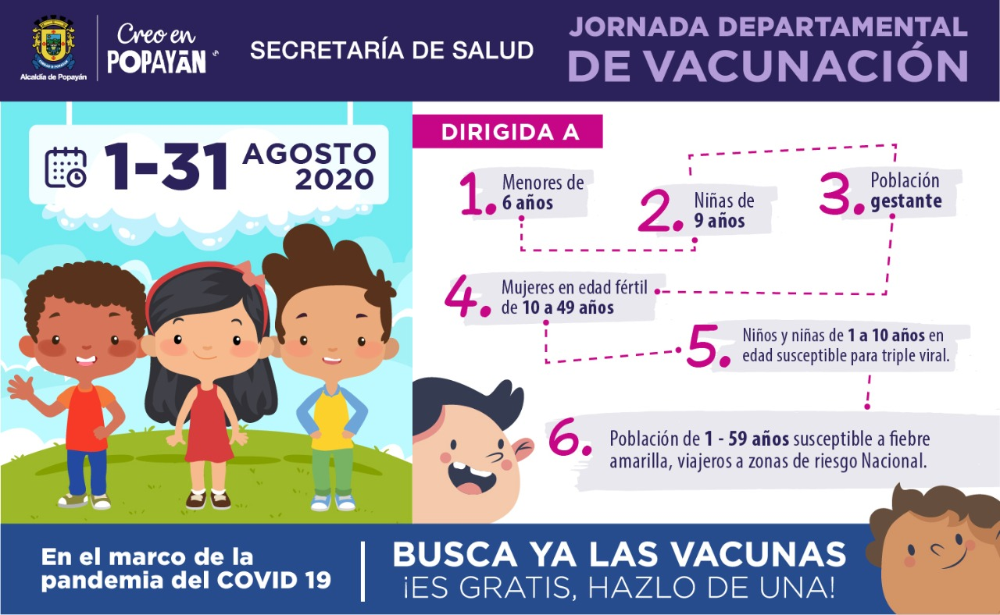 Alcaldía de Popayán
Creo en
POPAYÁN
SECRETARÍA DE SALUD
JORNADA DEPARTAMENTAL
DE VACUNACIÓN
1-31
AGOSTO
2020
DIRIGIDA A
1.
Menores de
6 años
2.
Niñas de
9 años
3.
Población
gestante
4.
Mujeres en edad fértil
de 10 a 49 años
5.
Niños y niñas de 1 a 10 años en
edad susceptible para triple viral.
6.
Población de 1 - 59 años susceptible a fiebre
amarilla, viajeros a zonas de riesgo Nacional.
En el marco de la
pandemia del COVID 19
BUSCA YA LAS VACUNAS
¡ES GRATIS, HAZLO DE UNA!